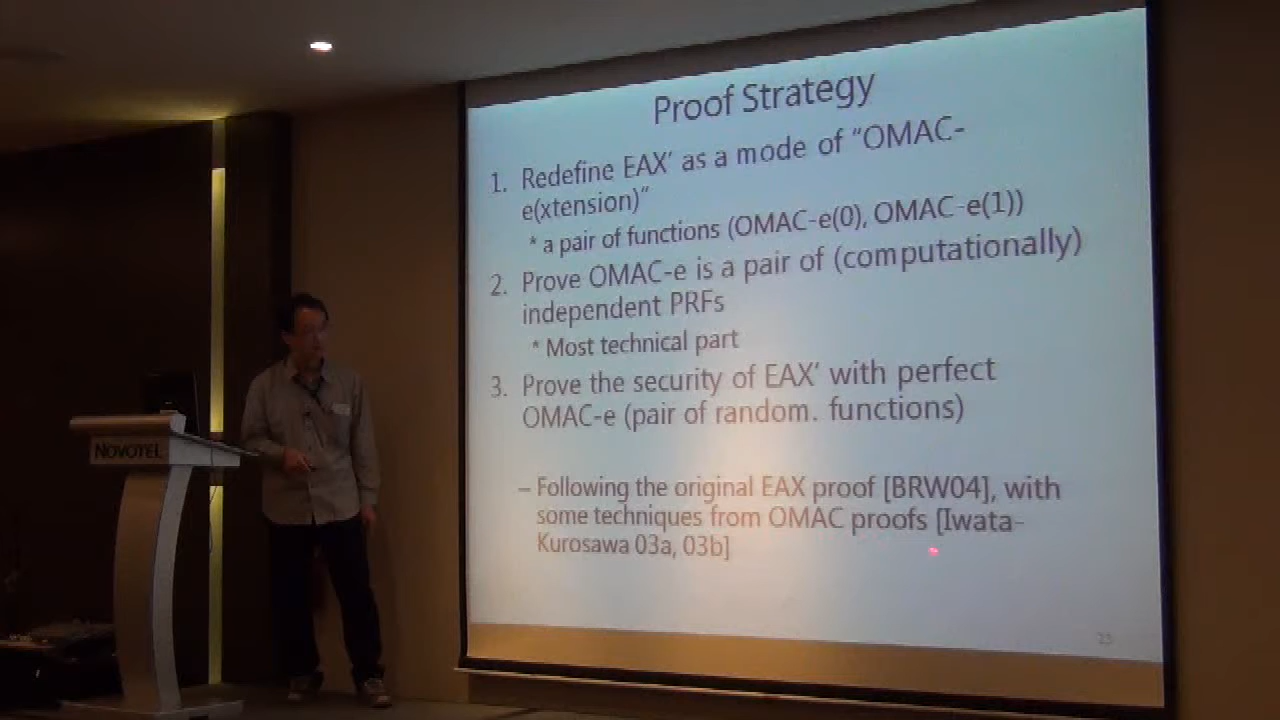 Proof Strategy
1. Redefine EAX' as a mode of "OMAC-
e(xtension)"
* a pair of functions (OMAC-e(0), OMAC-e(1))
2. Prove OMAC-e is a pair of (computationally)
independent PRFs
* Most technical part
3. Prove the security of EAX' with perfect
OMAC-e (pair of random. functions)
– Following the original EAX proof [BRW04], with
some techniques from OMAC proofs [Iwata-
Kurosawa 03a, 03b]
NOVOTEL